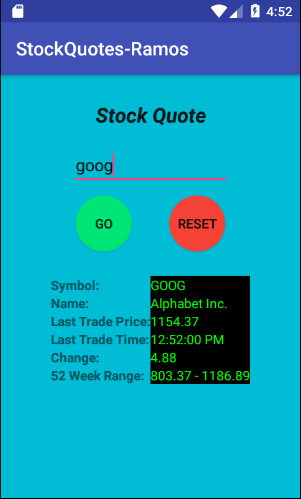 4:52
StockQuotes-Ramos
Stock Quote
goog
GO RESET
Symbol: GOOG
Name: Alphabet Inc.
Last Trade Price: 1154.37
Last Trade Time: 12:52:00 PM
Change: 4.88
52 Week Range: 803.37 - 1186.89